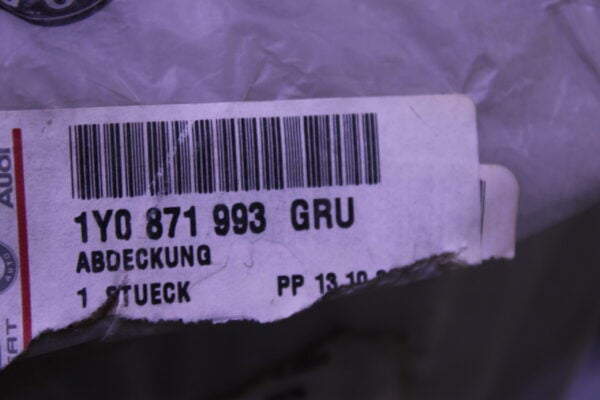 1Y0 871 993 GRU
ABDECKUNG
1 STUECK
PP 13.10
Audi